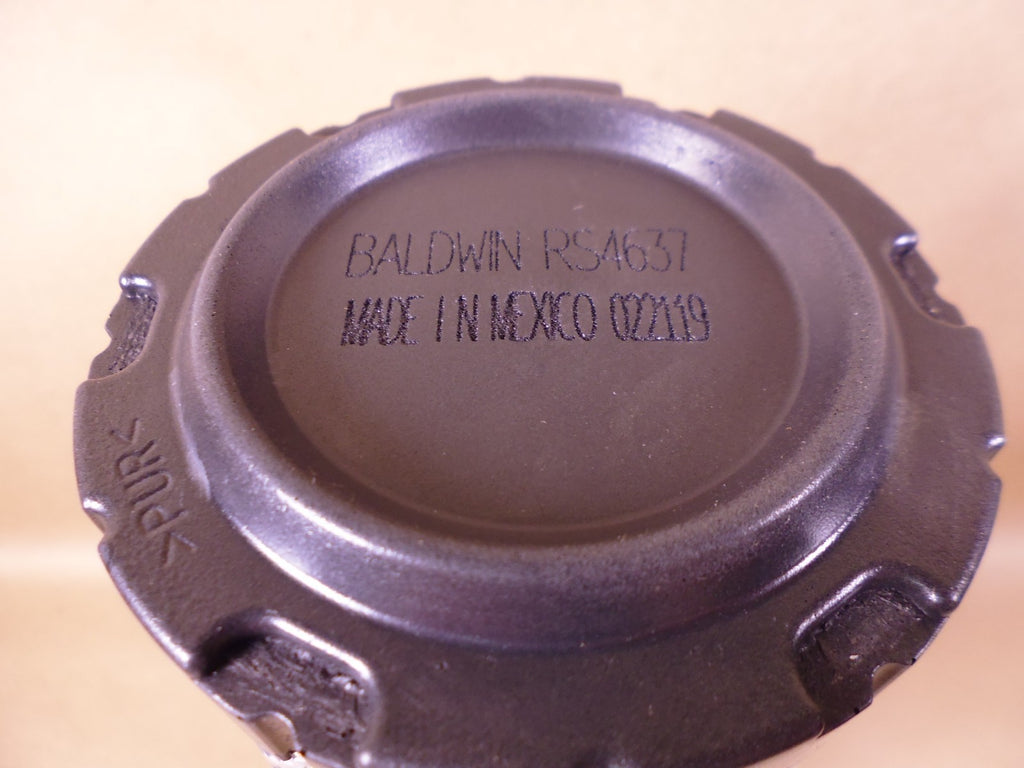 BALDWIN RS4637
MADE IN MEXICO 022119
>PUR<